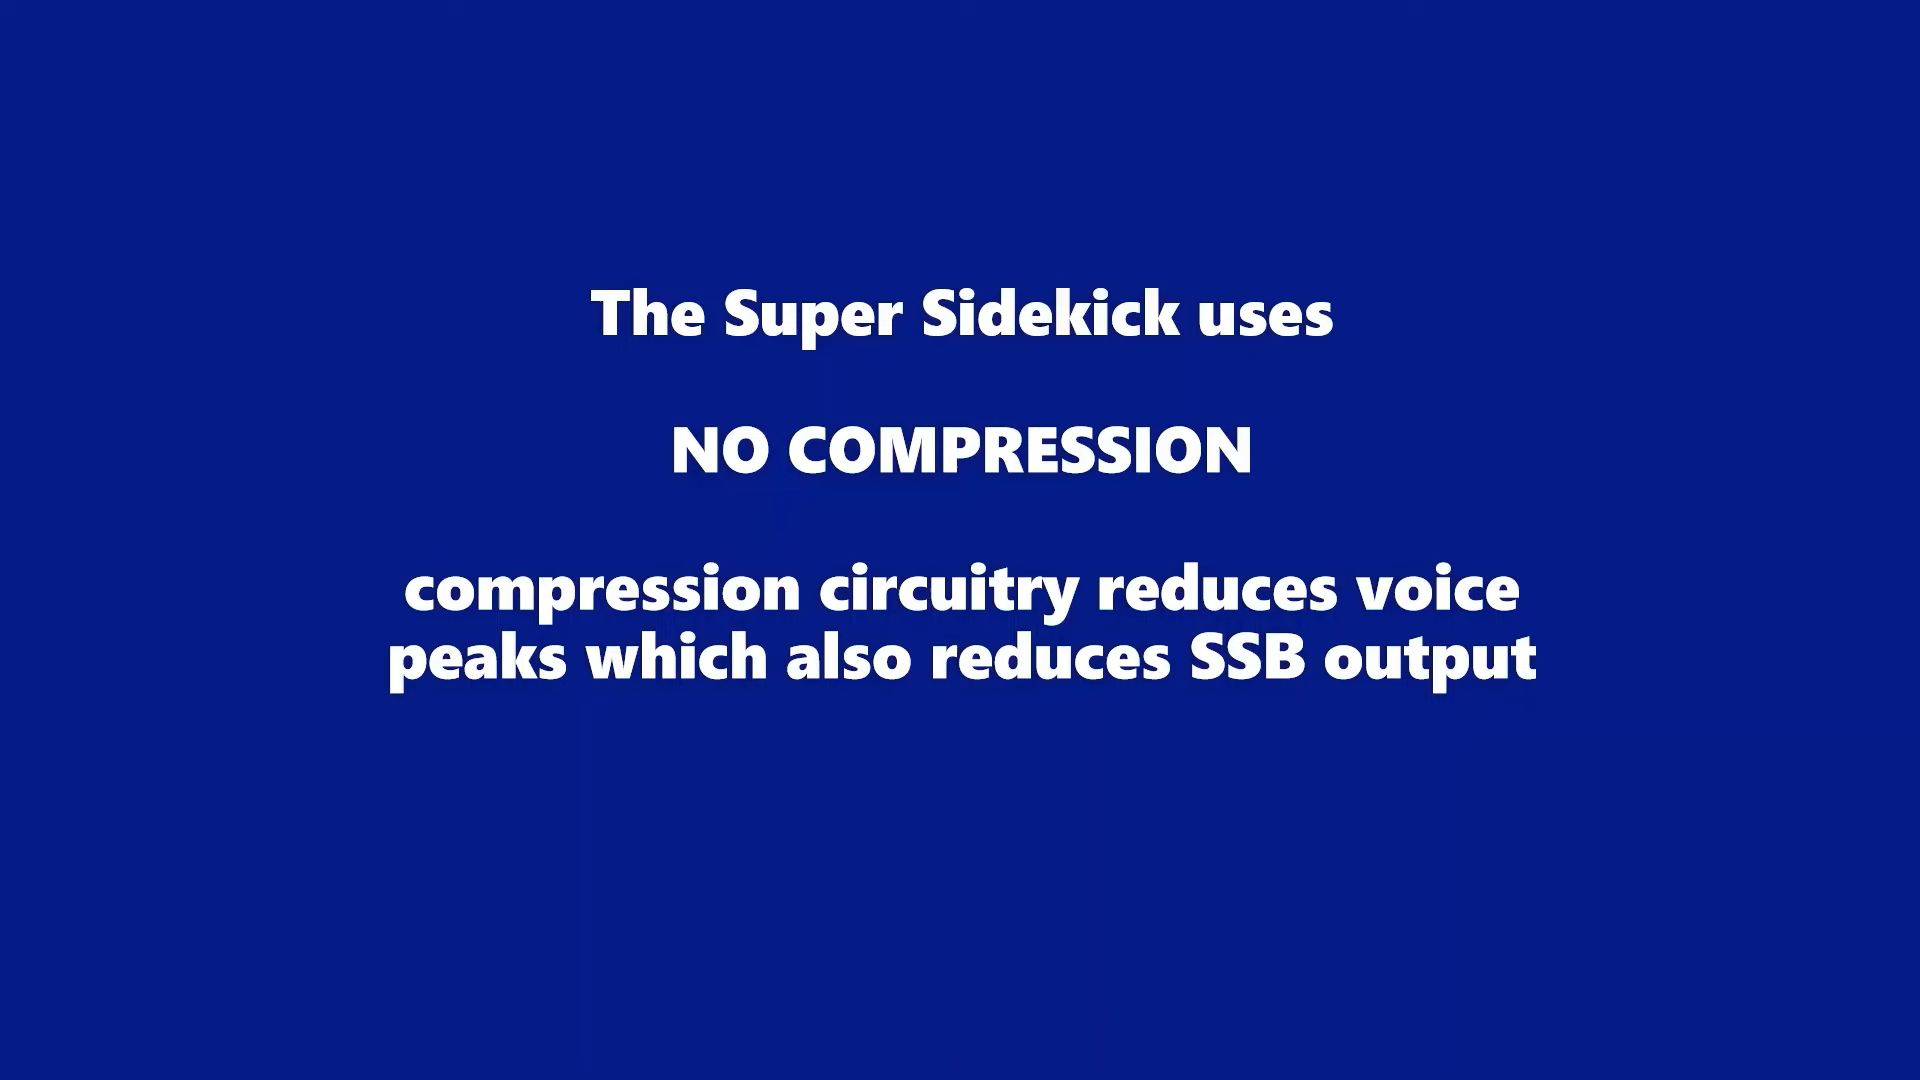 The Super Sidekick uses
NO COMPRESSION
compression circuitry reduces voice
peaks which also reduces SSB output